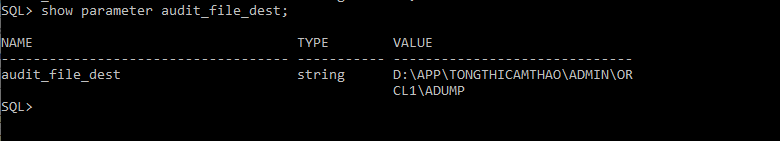 SQL> show parameter audit_file_dest;
NAME TYPE VALUE
------------------------------------ ----------- ------------------------------
audit_file_dest string D:\APP\TONGTHICAMTHAO\ADMIN\OR
CL1\ADUMP
SQL>